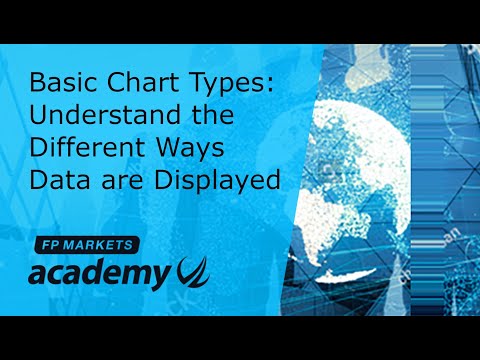 Basic Chart Types:
Understand the
Different Ways
Data are Displayed
FP MARKETS
academy